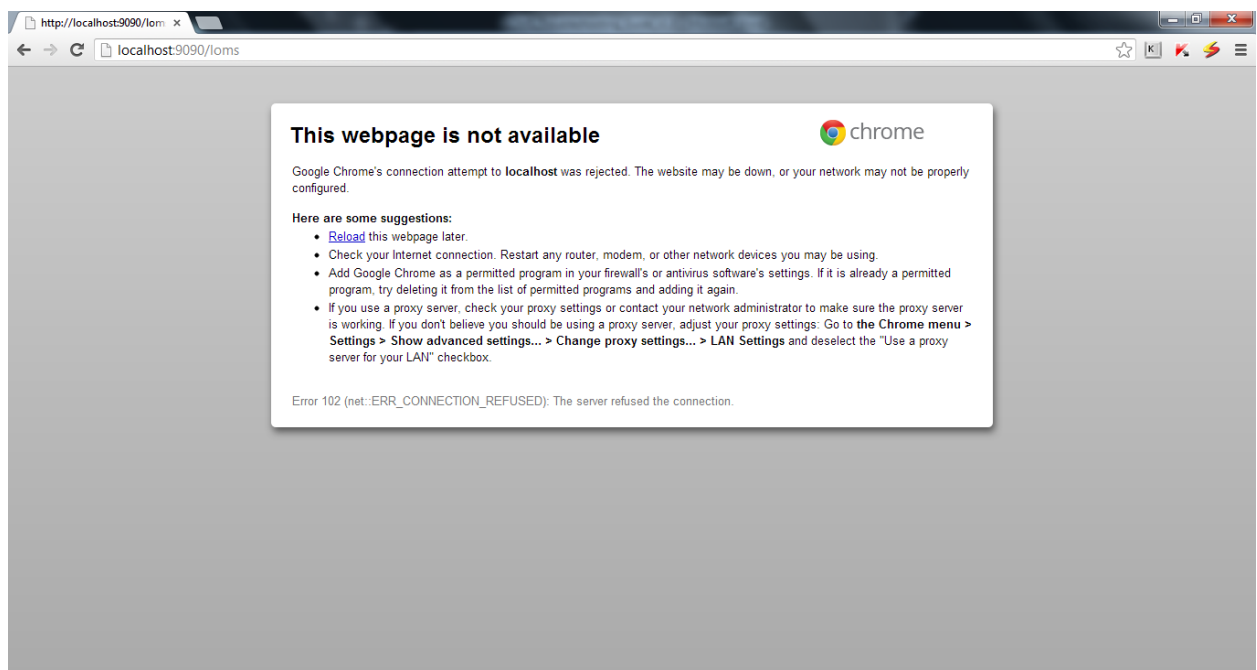 http://localhost:9090/lom
localhost:9090/loms
This webpage is not available
chrome
Google Chrome's connection attempt to localhost was rejected. The website may be down, or your network may not be properly
configured.
Here are some suggestions:
Reload this webpage later.
Check your Internet connection. Restart any router, modem, or other network devices you may be using.
Add Google Chrome as a permitted program in your firewall's or antivirus software's settings. If it is already a permitted
program, try deleting it from the list of permitted programs and adding it again.
If you use a proxy server, check your proxy settings or contact your network administrator to make sure the proxy server
is working. If you don't believe you should be using a proxy server, adjust your proxy settings: Go to the Chrome menu >
Settings > Show advanced settings... > Change proxy settings... > LAN Settings and deselect the "Use a proxy
server for your LAN" checkbox.
Error 102 (net::ERR_CONNECTION_REFUSED): The server refused the connection.